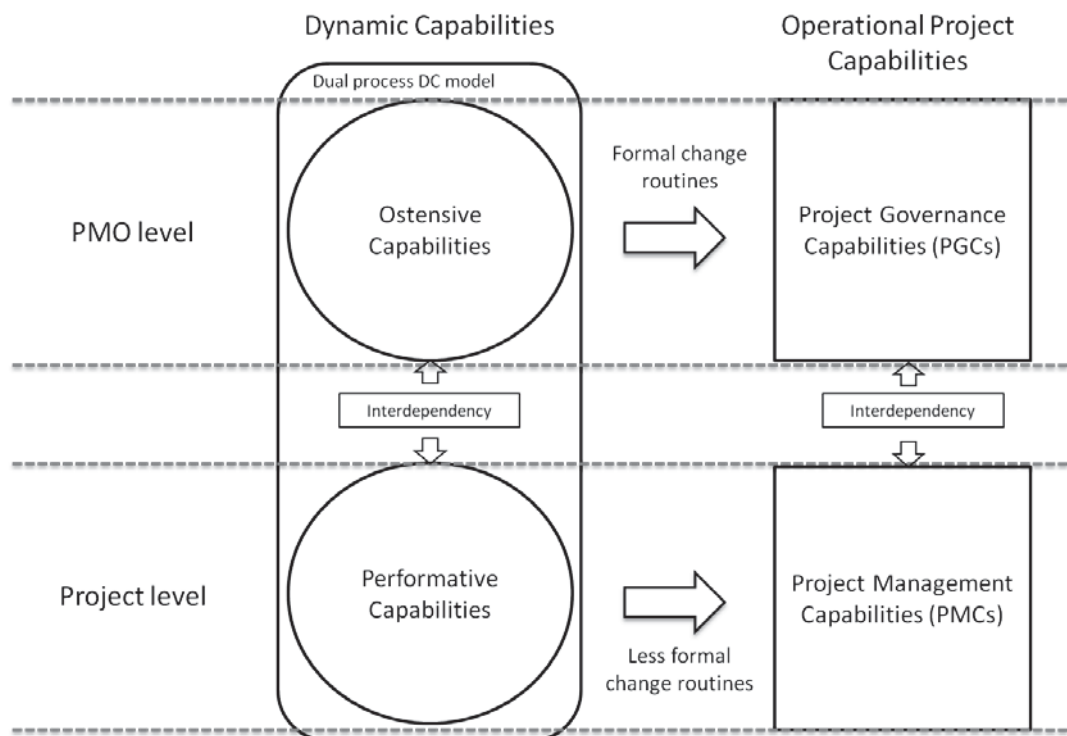 Dynamic Capabilities
Operational Project
Capabilities
Dual process DC model
PMO level
Ostensive
Capabilities
Formal change
routines
Project Governance
Capabilities (PGCs)
Interdependency
Interdependency
Project level
Performative
Capabilities
Less formal
change routines
Project Management
Capabilities (PMCs)